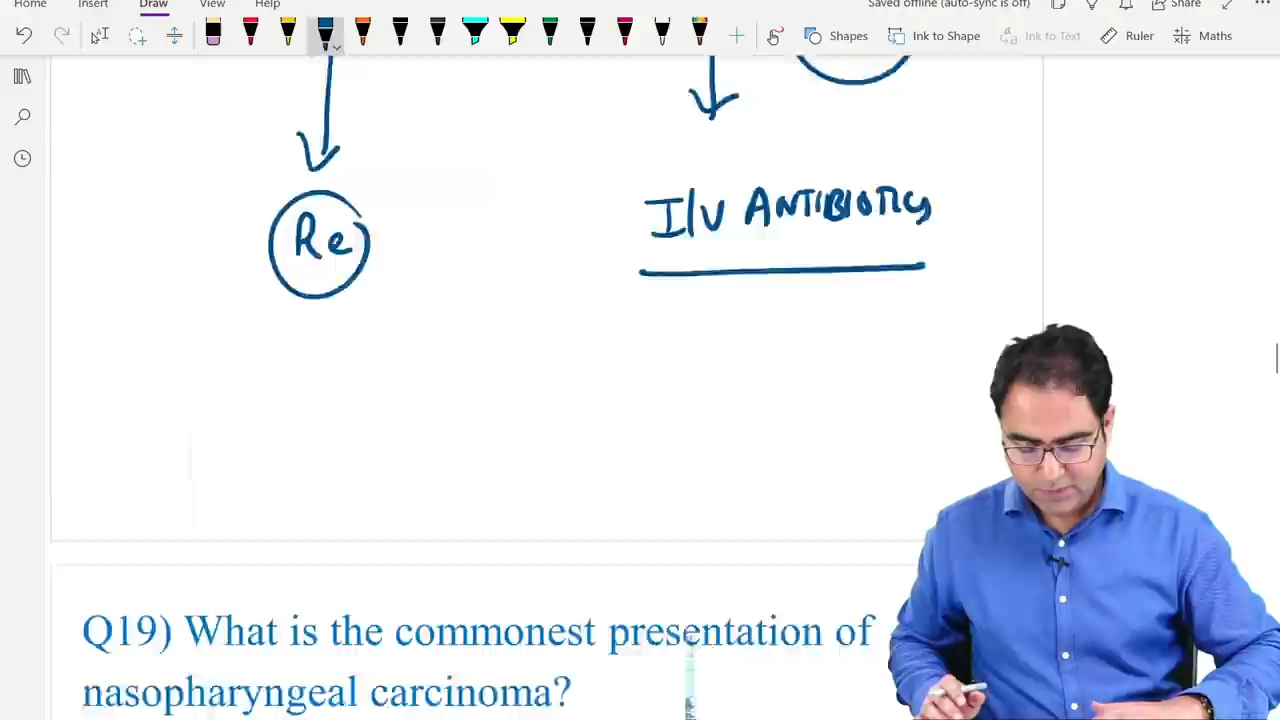 Home Insert Draw View Help Saved offline (auto-sync is off) Share
Shapes Ink to Shape Ink to Text Ruler Maths
I/V ANTIBIOTICS
Re
Q19) What is the commonest presentation of
nasopharyngeal carcinoma?